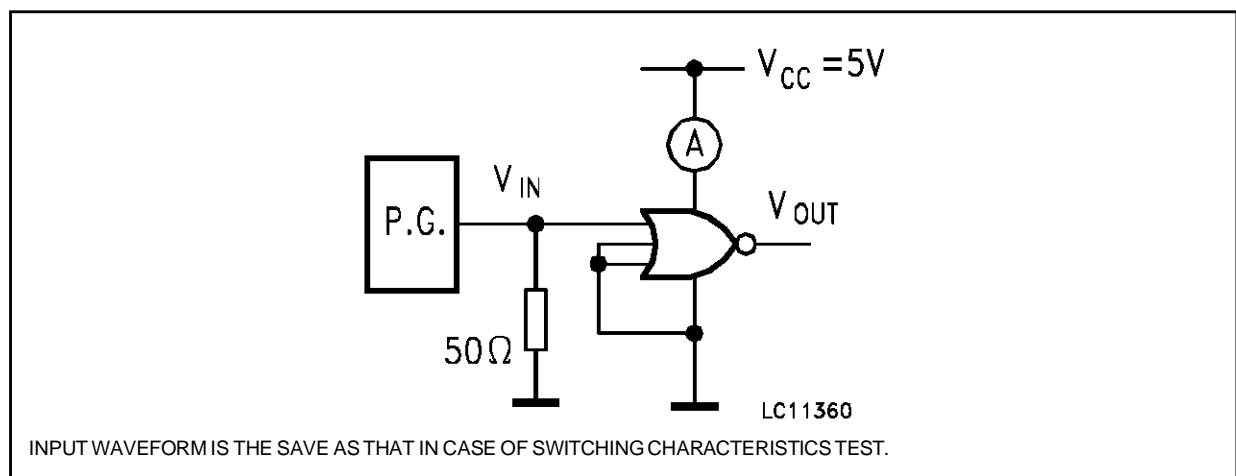 V CC =5V
A
V IN
P.G.
V OUT
50Ω
LC11360
INPUT WAVEFORM IS THE SAVE AS THAT IN CASE OF SWITCHING CHARACTERISTICS TEST.